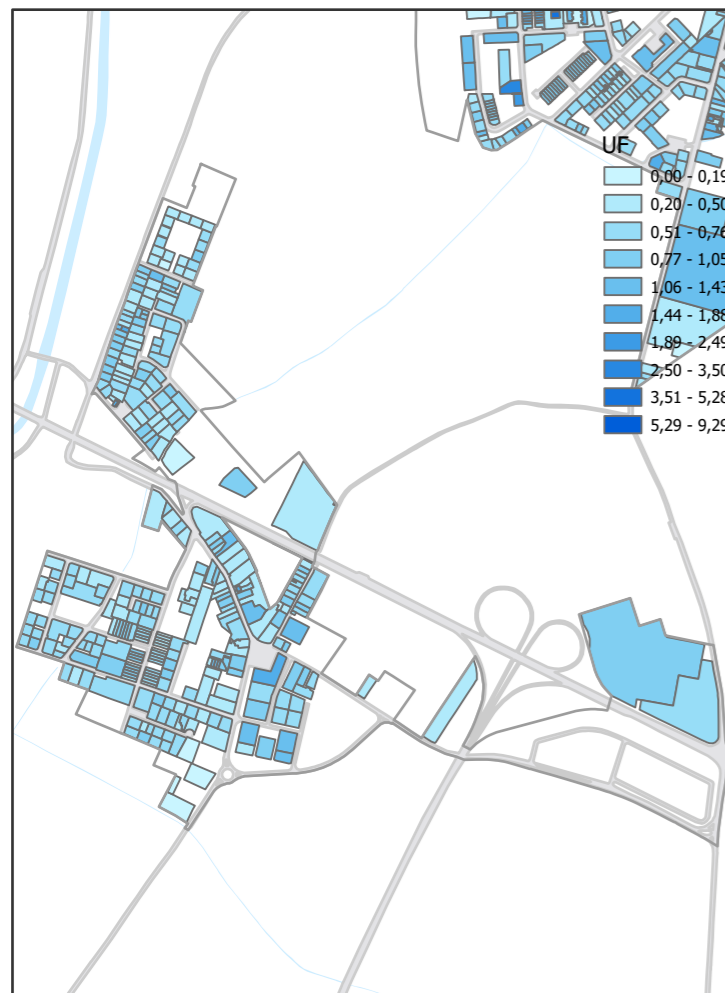 UF
0,00 - 0,19
0,20 - 0,50
0,51 - 0,76
0,77 - 1,05
1,06 - 1,43
1,44 - 1,88
1,89 - 2,49
2,50 - 3,50
3,51 - 5,28
5,29 - 9,29